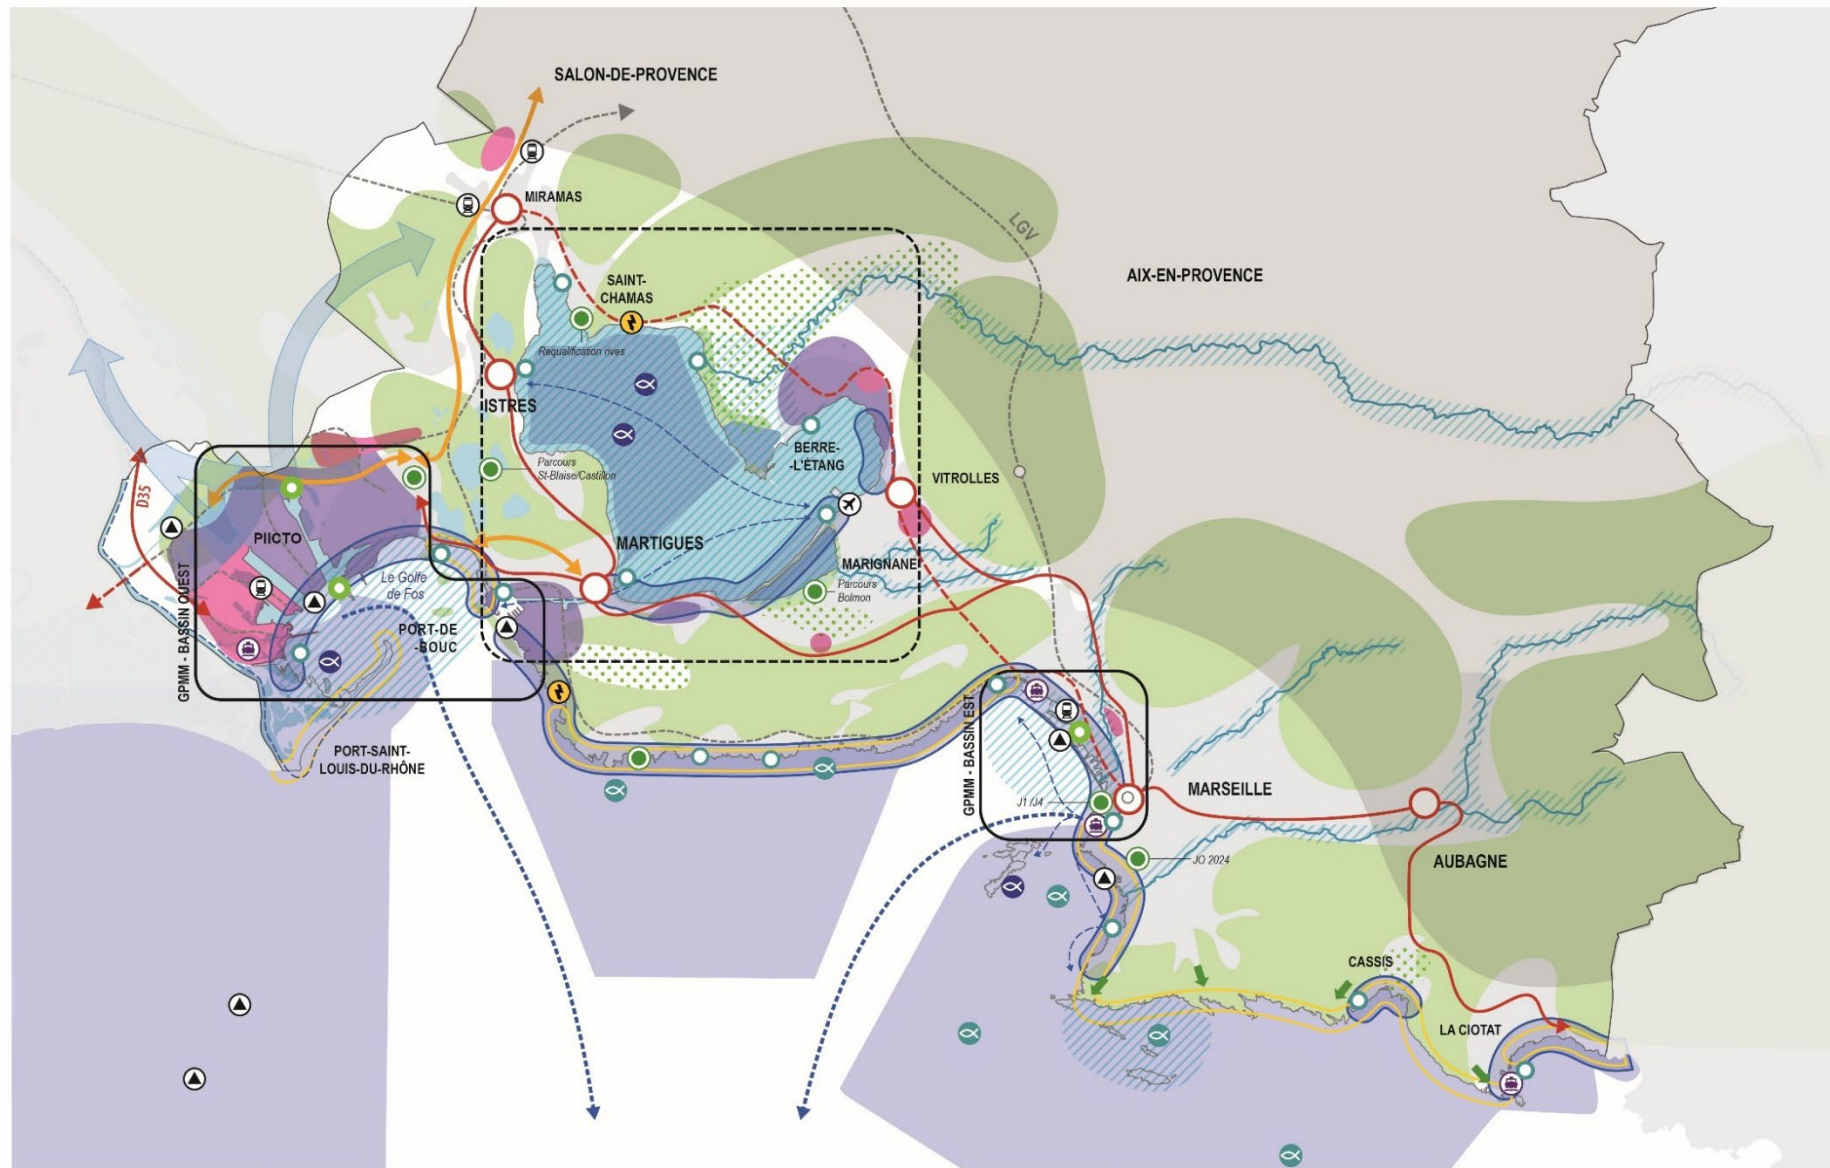 SALON-DE-PROVENCE
MIRAMAS
LGV
SAINT-
CHAMAS
AIX-EN-PROVENCE
Requalification rives
ISTRES
BERRE-
-L'ÉTANG
Parcours
St-Blaise/Castillon
VITROLLES
D35
PIICTO
MARTIGUES
MARIGNANE
Le Golfe
de Fos
Parcours
Bolmon
GPMM - BASSIN OUEST
PORT-DE
-BOUC
PORT-SAINT-
LOUIS-DU-RHÔNE
GPMM - BASSIN EST
J1 /J4
MARSEILLE
JO 2024
AUBAGNE
CASSIS
LA CIOTAT